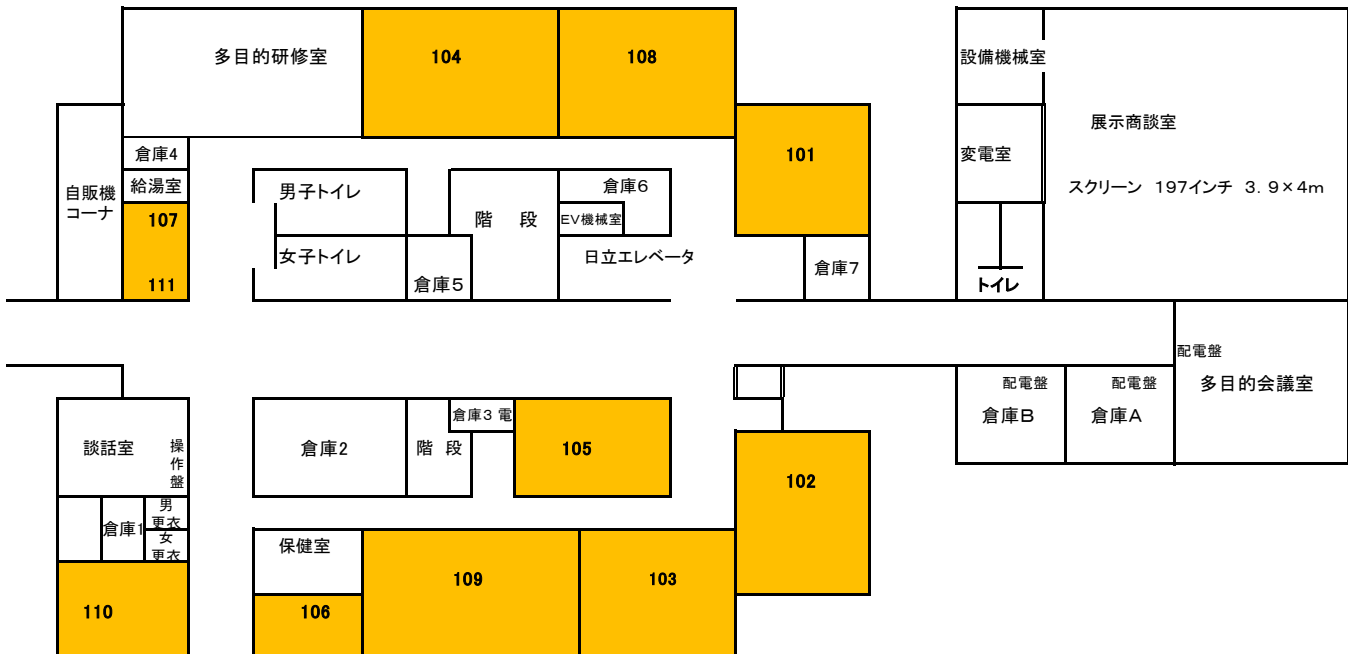 多目的研修室
104
108
設備機械室
展示商談室
倉庫4
101
変電室
自販機
コーナ
給湯室
男子トイレ
倉庫6
スクリーン 197インチ 3.9×4m
107
階 段
EV機械室
女子トイレ
日立エレベータ
倉庫7
111
倉庫5
トイレ
配電盤
配電盤
配電盤
多目的会議室
倉庫3 電
倉庫B
倉庫A
談話室
操
作
盤
倉庫2
階 段
105
102
倉庫1
男
更衣
女
更衣
保健室
109
103
110
106